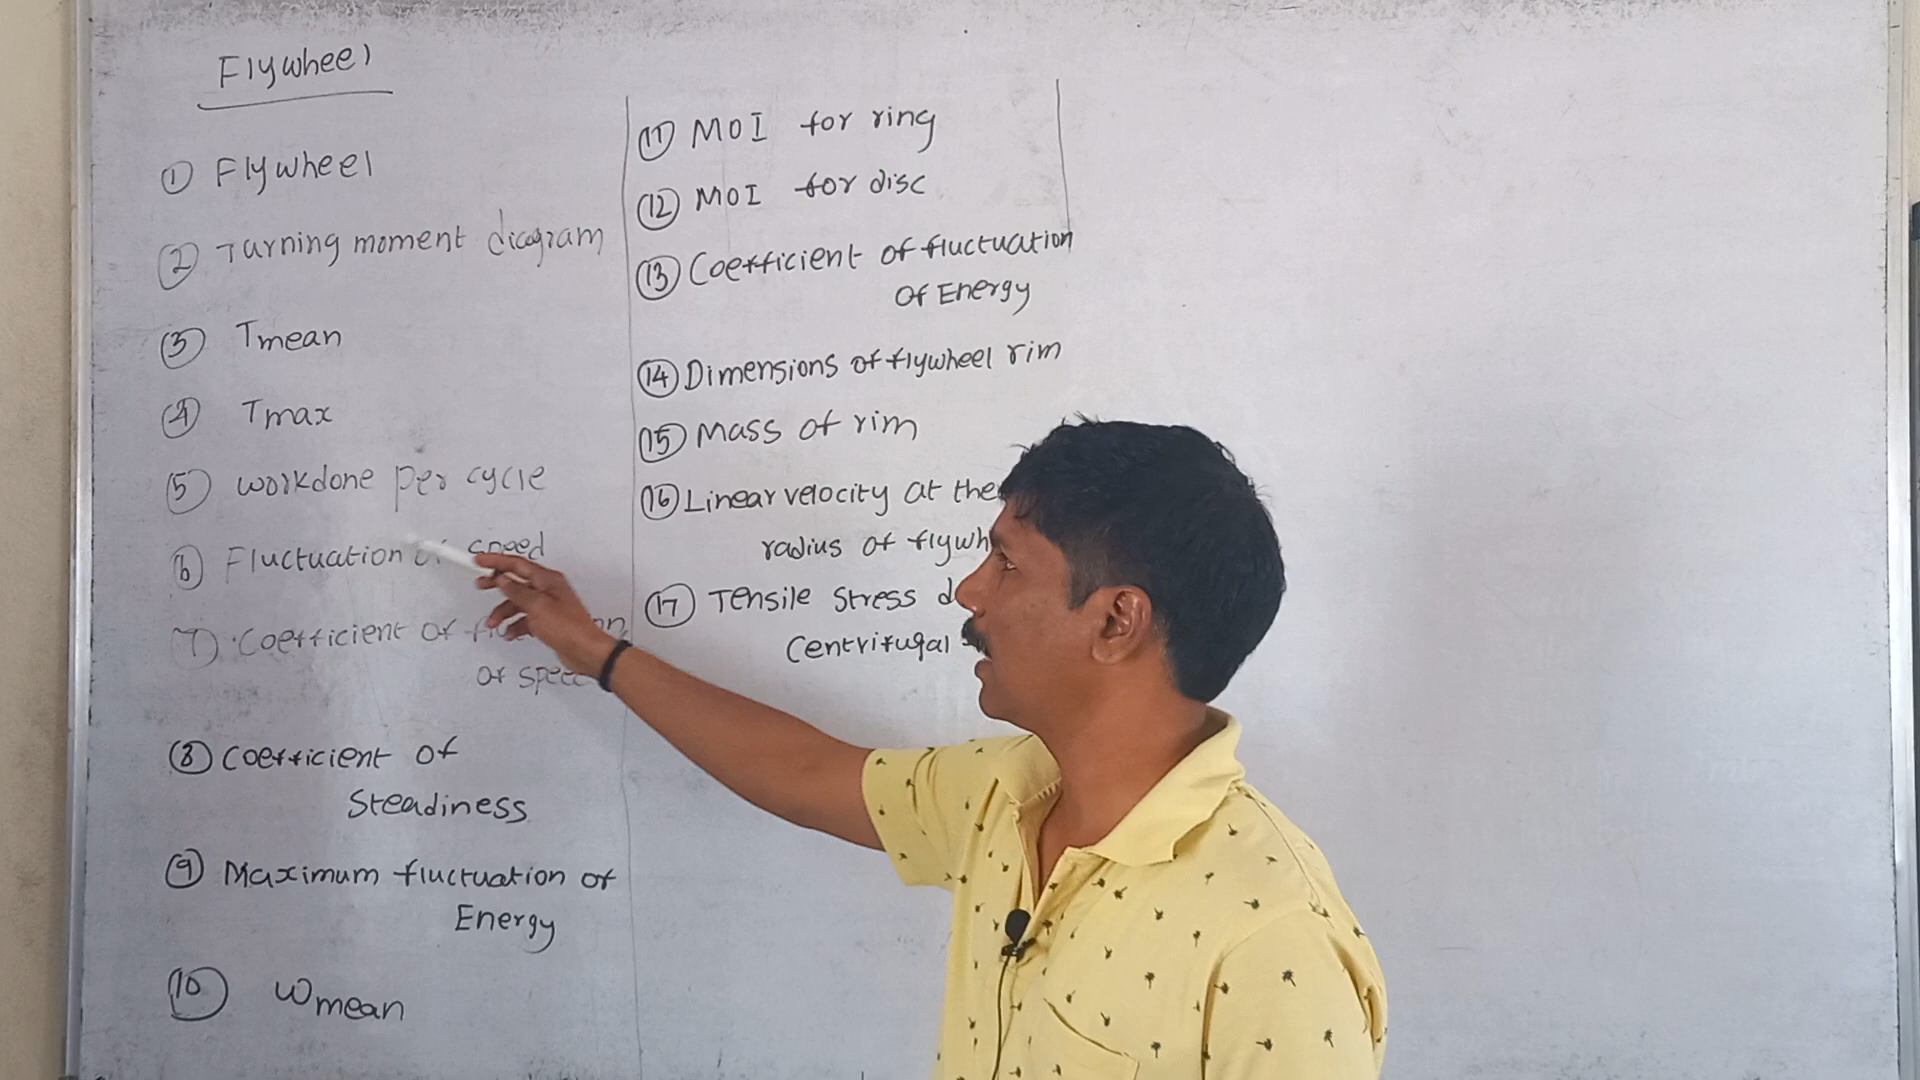 Flywheel
① Flywheel
② Turning moment diagram
③ Tmean
④ Tmax
⑤ workdone per cycle
⑥ Fluctuation of speed
⑦ Coefficient of
of speed
⑧ Coefficient of
Steadiness
⑨ Maximum fluctuation of
Energy
⑩ ωmean
⑪ MOI for ring
⑫ MOI for disc
⑬ Coefficient of fluctuation
of Energy
⑭ Dimensions of flywheel rim
⑮ Mass of rim
⑯ Linear velocity at the
radius of
⑰ Tensile stress
Centrifugal